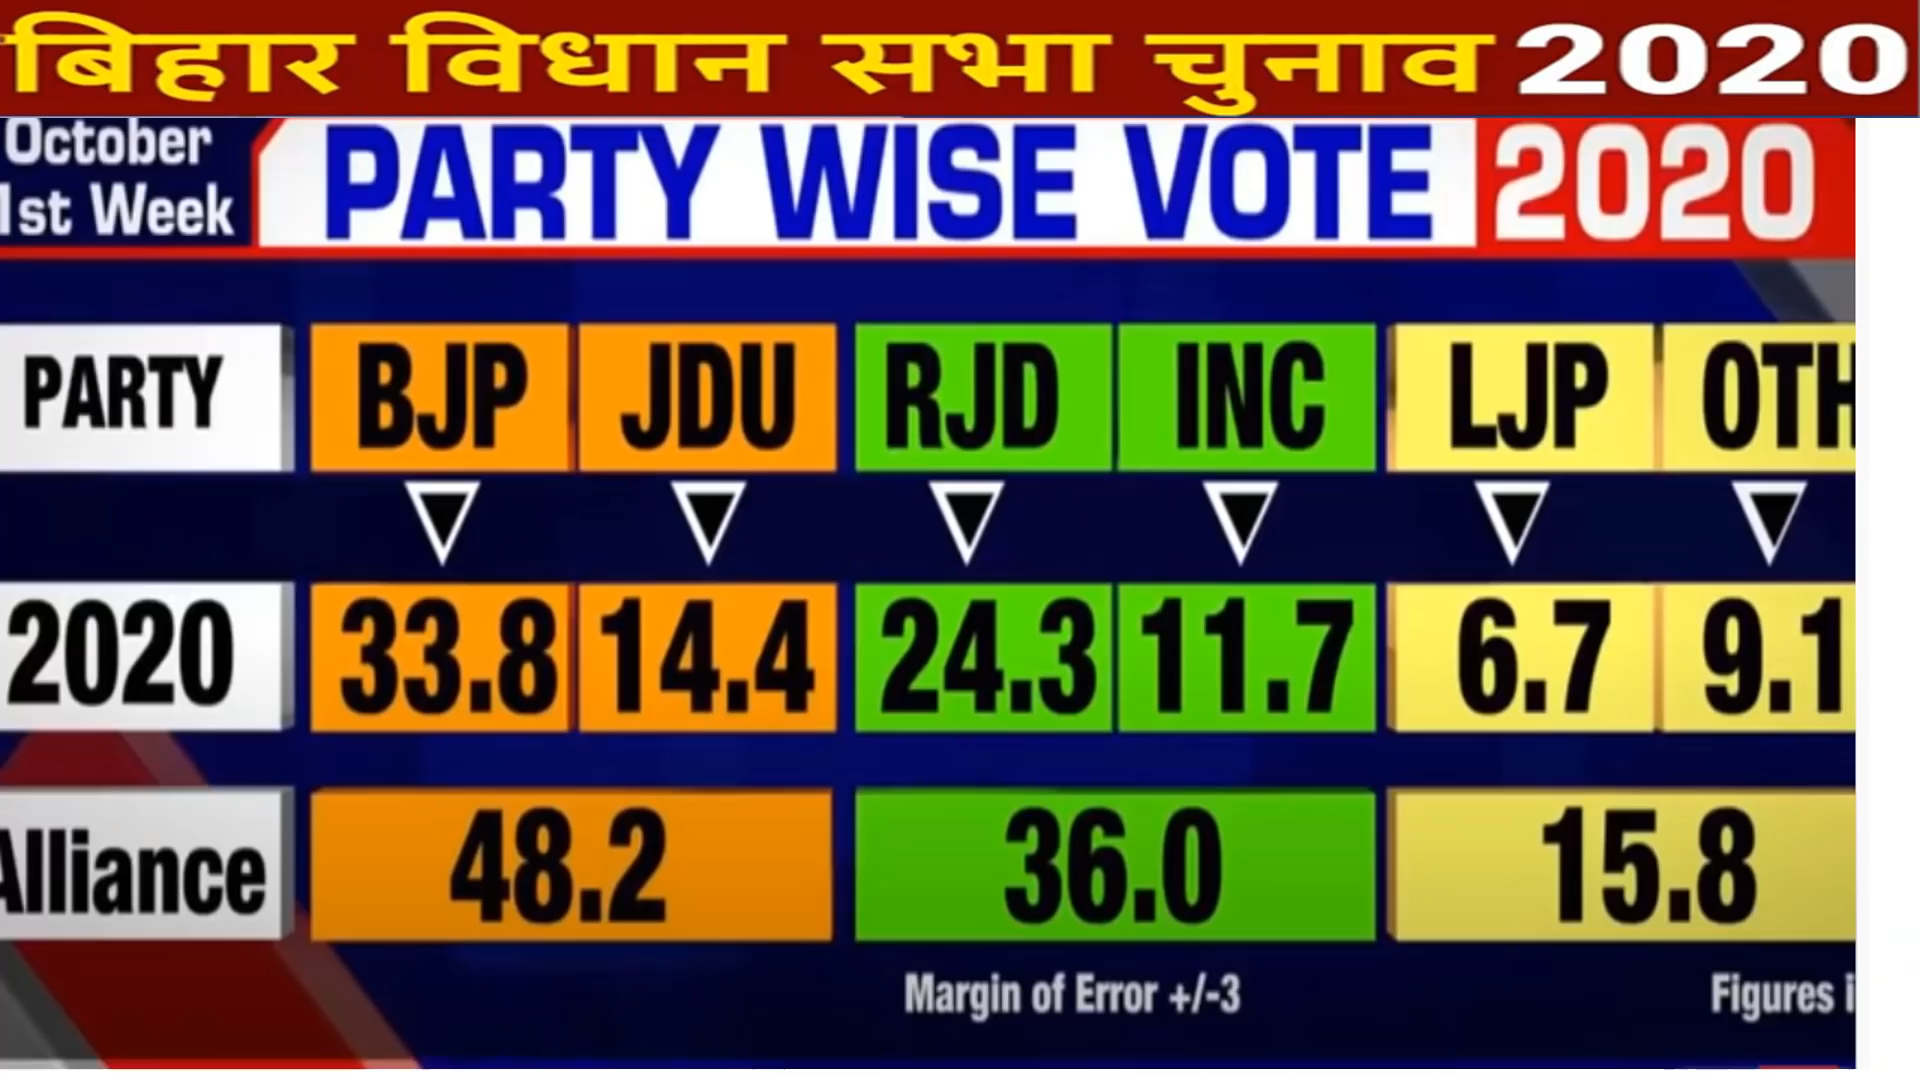 बिहार विधान सभा चुनाव 2020
October
1st Week
PARTY WISE VOTE 2020
PARTY BJP JDU RJD INC LJP OTH
2020 33.8 14.4 24.3 11.7 6.7 9.1
Alliance 48.2 36.0 15.8
Margin of Error +/-3 Figures i